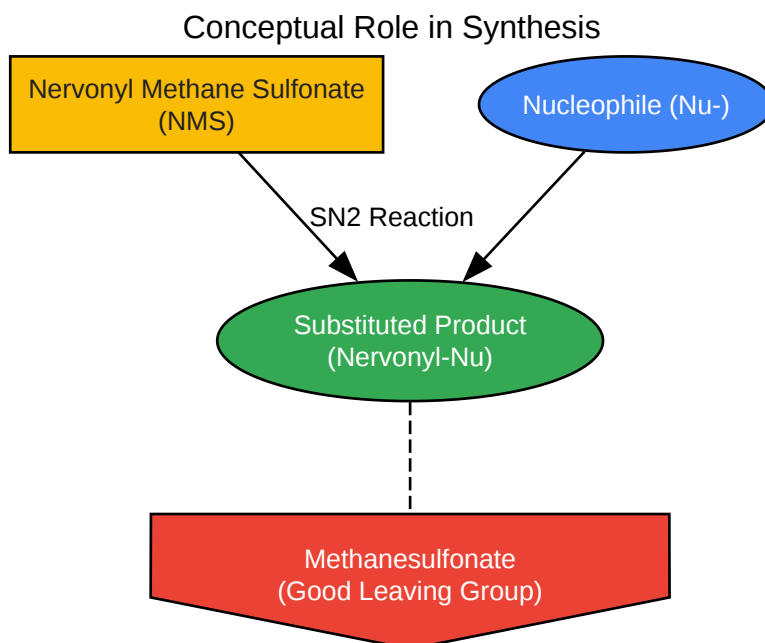 Conceptual Role in Synthesis
Nervonyl Methane Sulfonate
(NMS)
Nucleophile (Nu-)
SN2 Reaction
Substituted Product
(Nervonyl-Nu)
Methanesulfonate
(Good Leaving Group)